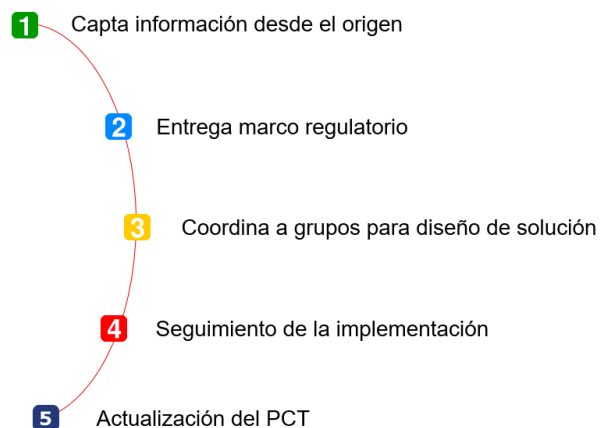 1 Capta información desde el origen
2 Entrega marco regulatorio
3 Coordina a grupos para diseño de solución
4 Seguimiento de la implementación
5 Actualización del PCT